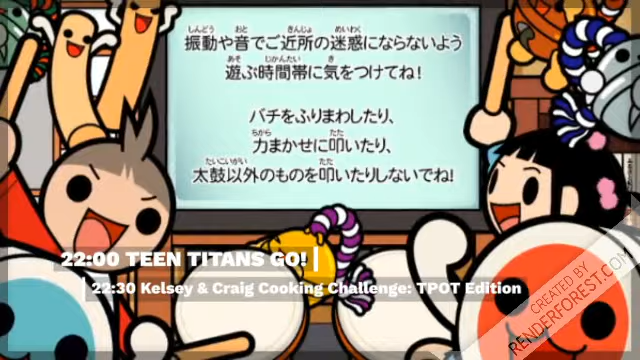 振動や音でご近所の迷惑にならないよう
遊ぶ時間帯に気をつけてね!
バチをふりまわしたり、
力まかせに叩いたり、
太鼓以外のものを叩いたりしないでね!
22:00 TEEN TITANS GO!
22:30 Kelsey & Craig Cooking Challenge: TPOT Edition
CREATED BY
RENDERFOREST.COM